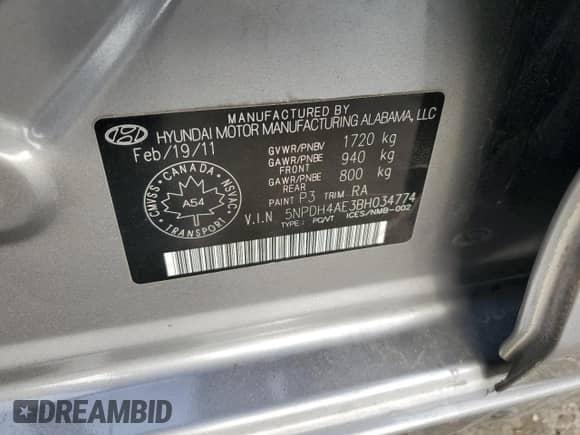 MANUFACTURED BY
HYUNDAI MOTOR MANUFACTURING ALABAMA, LLC
Feb/19/11
GVWR/PNBV 1720 kg
GAWR/PNBE FRONT 940 kg
GAWR/PNBE REAR 800 kg
PAINT P3 TRIM RA
V.I.N 5NPDH4AE3BH034774
TYPE: PC/VT ICES/NMB-002
CANADA
CMVSS NSVAC
A54
TRANSPORT
DREAMBID